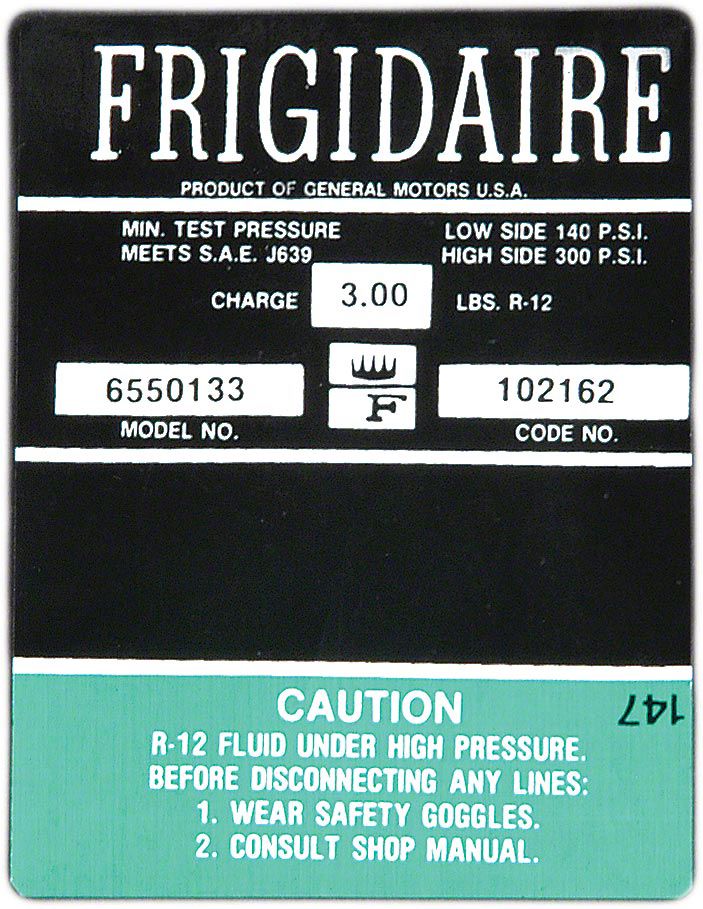 FRIGIDAIRE
PRODUCT OF GENERAL MOTORS U.S.A.
MIN. TEST PRESSURE LOW SIDE 140 P.S.I.
MEETS S.A.E. J639 HIGH SIDE 300 P.S.I.
CHARGE 3.00 LBS. R-12
6550133 F 102162
MODEL NO. CODE NO.
CAUTION
147
R-12 FLUID UNDER HIGH PRESSURE.
BEFORE DISCONNECTING ANY LINES:
1. WEAR SAFETY GOGGLES.
2. CONSULT SHOP MANUAL.